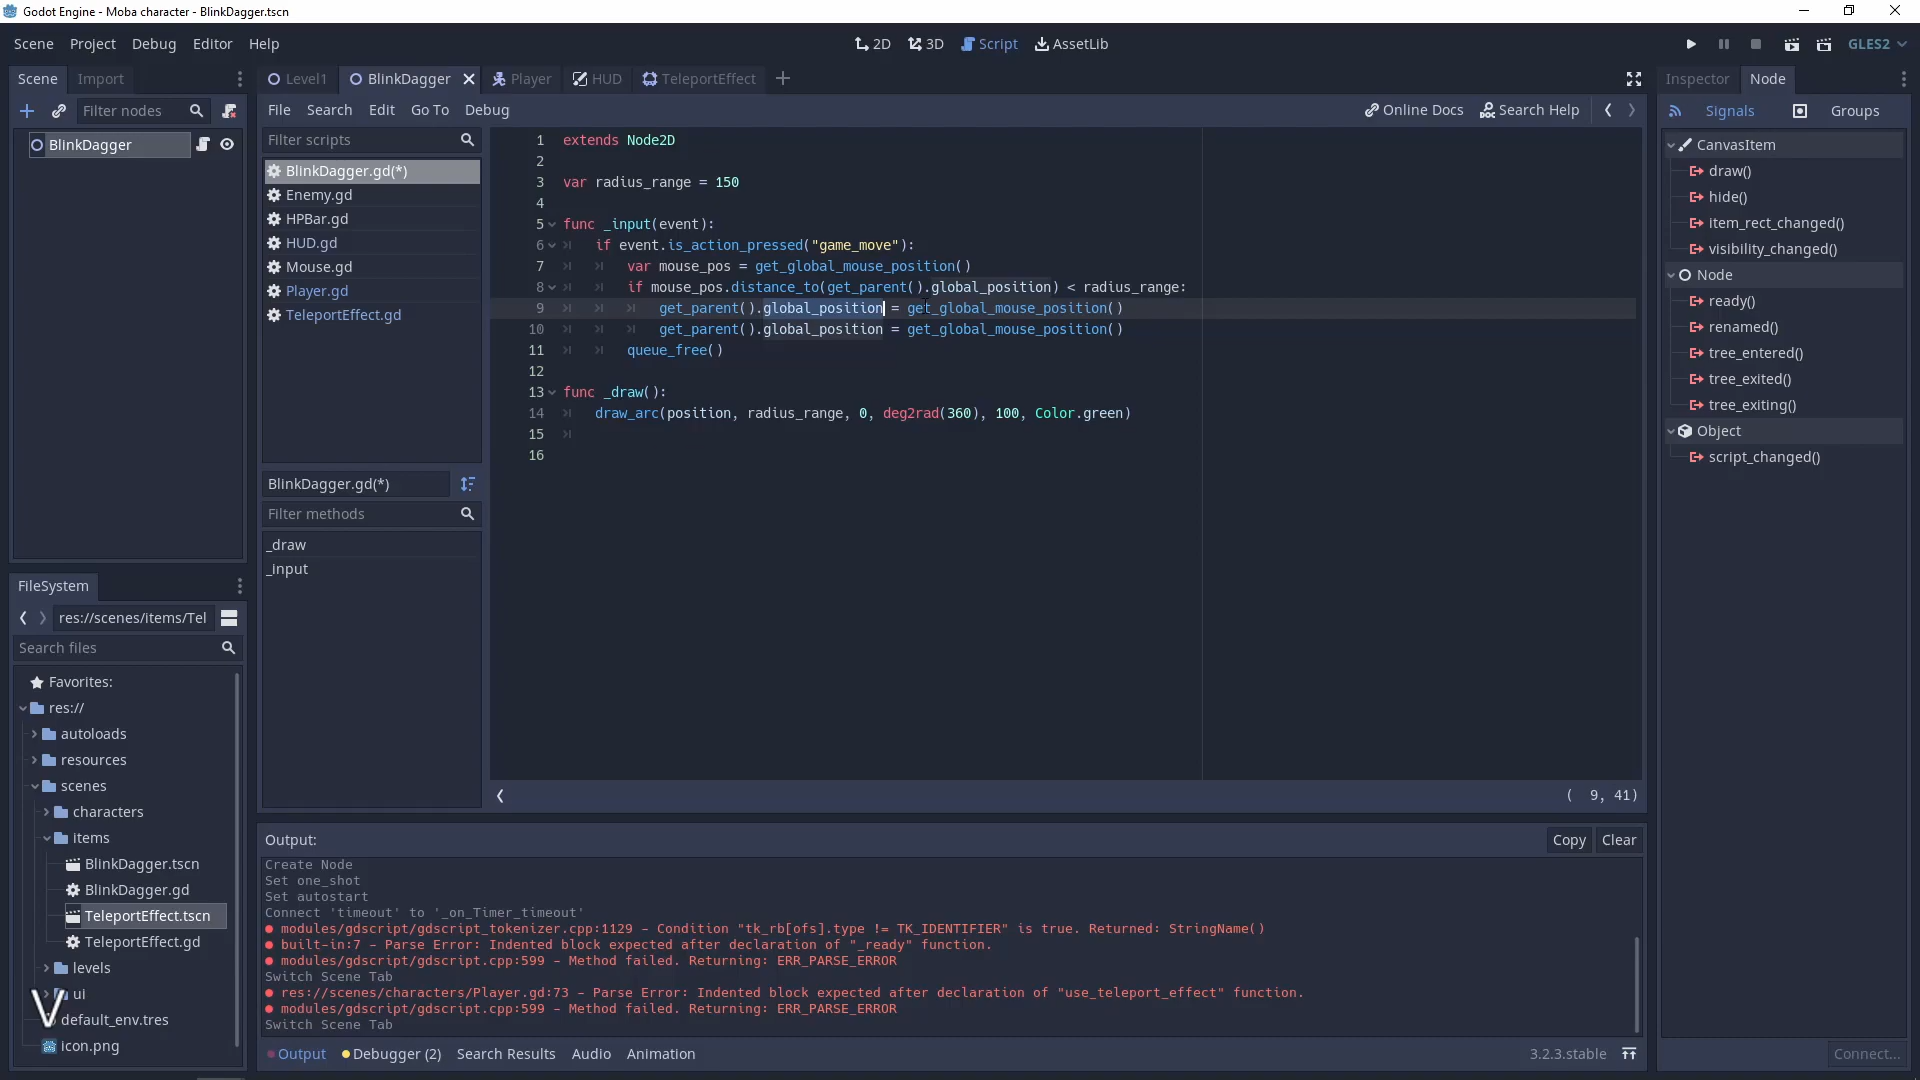 Godot Engine - Moba character - BlinkDagger.tscn
Scene Project Debug Editor Help
2D 3D Script AssetLib
GLES2
Scene Import
Level1 BlinkDagger Player HUD TeleportEffect
Inspector Node
Filter nodes
File Search Edit Go To Debug
Online Docs Search Help
Signals Groups
BlinkDagger
Filter scripts
BlinkDagger.gd(*)
Enemy.gd
HPBar.gd
HUD.gd
Mouse.gd
Player.gd
TeleportEffect.gd
BlinkDagger.gd(*)
Filter methods
_draw
_input
1 extends Node2D
2
3 var radius_range = 150
4
5 func _input(event):
6 if event.is_action_pressed("game_move"):
7 var mouse_pos = get_global_mouse_position()
8 if mouse_pos.distance_to(get_parent().global_position) < radius_range:
9 get_parent().global_position = get_global_mouse_position()
10 get_parent().global_position = get_global_mouse_position()
11 queue_free()
12
13 func _draw():
14 draw_arc(position, radius_range, 0, deg2rad(360), 100, Color.green)
15
16
( 9, 41)
CanvasItem
draw()
hide()
item_rect_changed()
visibility_changed()
Node
ready()
renamed()
tree_entered()
tree_exited()
tree_exiting()
Object
script_changed()
Connect...
FileSystem
res://scenes/items/Tel
Search files
Favorites:
res://
autoloads
resources
scenes
characters
items
BlinkDagger.tscn
BlinkDagger.gd
TeleportEffect.tscn
TeleportEffect.gd
levels
ui
default_env.tres
icon.png
V
Output:
Copy Clear
Create Node
Set one_shot
Set autostart
Connect 'timeout' to '_on_Timer_timeout'
modules/gdscript/gdscript_tokenizer.cpp:1129 - Condition "tk_rb[ofs].type != TK_IDENTIFIER" is true. Returned: StringName()
built-in:7 - Parse Error: Indented block expected after declaration of "_ready" function.
modules/gdscript/gdscript.cpp:599 - Method failed. Returning: ERR_PARSE_ERROR
Switch Scene Tab
res://scenes/characters/Player.gd:73 - Parse Error: Indented block expected after declaration of "use_teleport_effect" function.
modules/gdscript/gdscript.cpp:599 - Method failed. Returning: ERR_PARSE_ERROR
Switch Scene Tab
Output Debugger (2) Search Results Audio Animation
3.2.3.stable